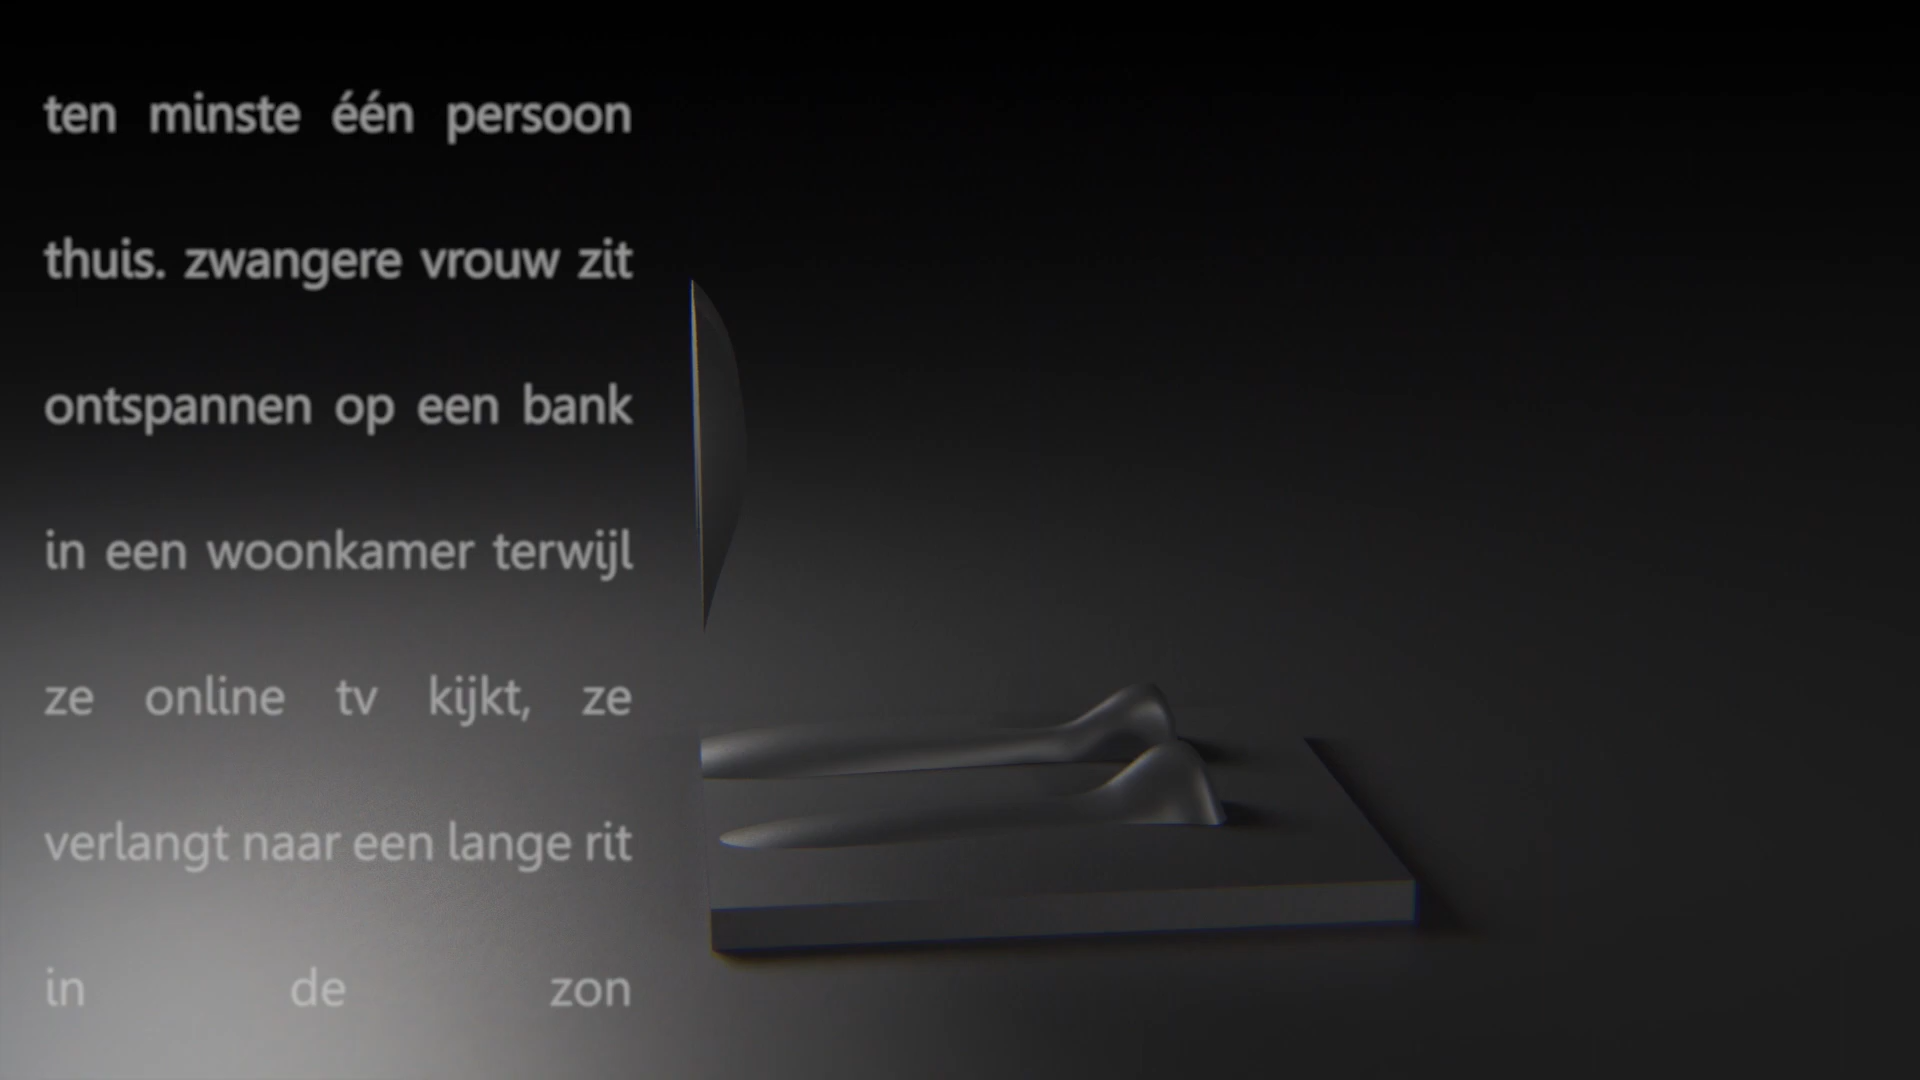 ten minste één persoon
thuis. zwangere vrouw zit
ontspannen op een bank
in een woonkamer terwijl
ze online tv kijkt, ze
verlangt naar een lange rit
in de zon